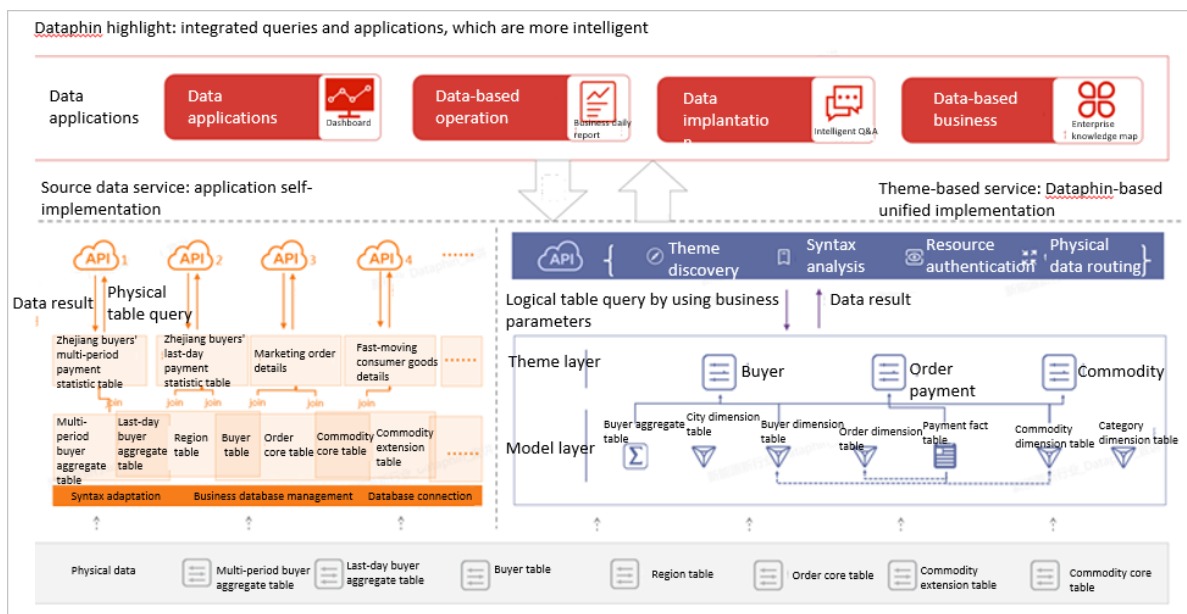 Dataphin highlight: integrated queries and applications, which are more intelligent
Data
applications
Data
applications
Dashboard
Data-based
operation
Business daily
report
Data
implantatio
Intelligent Q&A
Data-based
business
Enterprise
knowledge map
Source data service: application self-
implementation
Theme-based service: Dataphin-based
unified implementation
API 1
API 2
API 3
API 4
......
Data result
Physical
table query
Zhejiang buyers'
multi-period
payment
statistic table
Zhejiang buyers'
last-day
payment
statistic table
Marketing order
details
Fast-moving
consumer goods
details
......
join
join
join
join
join
join
Multi-
period
buyer
aggregate
table
Last-day
buyer
aggregate
table
Region
table
Buyer
table
Order
core table
Commodity
core table
Commodity
extension table
......
Syntax adaptation
Business database management
Database connection
API
{
Theme
discovery
Syntax
analysis
Resource
authentication
Physical
data routing
}
Logical table query by using business
parameters
Data result
Theme layer
Buyer
Order
payment
Commodity
Model layer
Buyer aggregate
table
City dimension
table
Buyer dimension
table
Order dimension
table
Payment fact
table
Commodity
dimension table
Category
dimension table
Physical data
Multi-period buyer
aggregate table
Last-day buyer
aggregate table
Buyer table
Region table
Order core table
Commodity
extension table
Commodity core
table